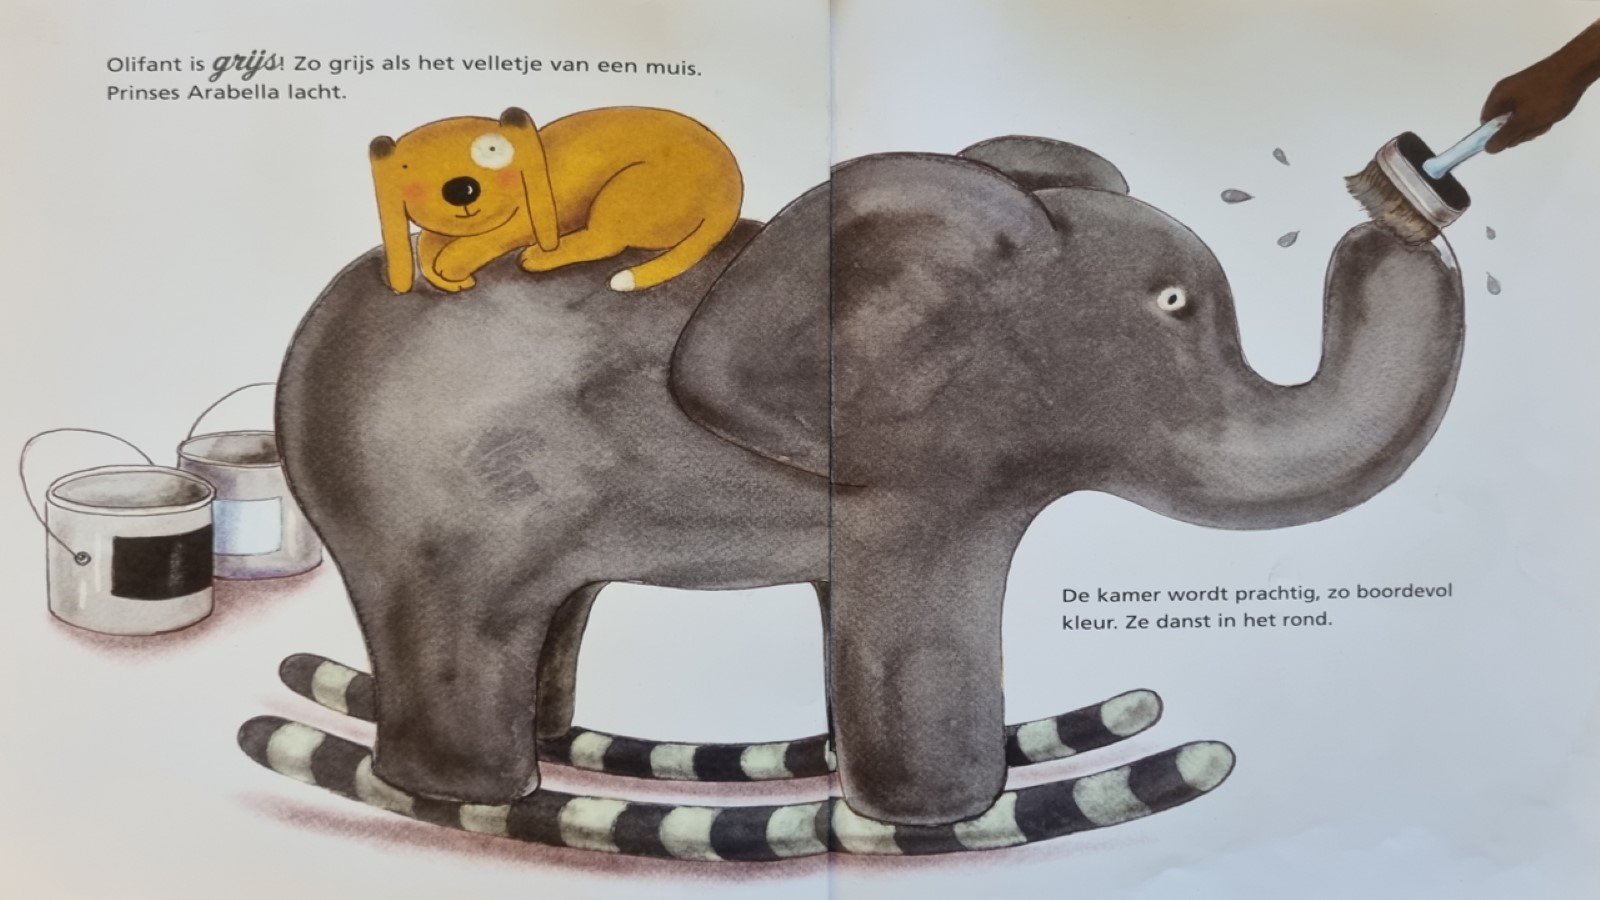 Olifant is grijs! Zo grijs als het velletje van een muis.
Prinses Arabella lacht.
De kamer wordt prachtig, zo boordevol
kleur. Ze danst in het rond.